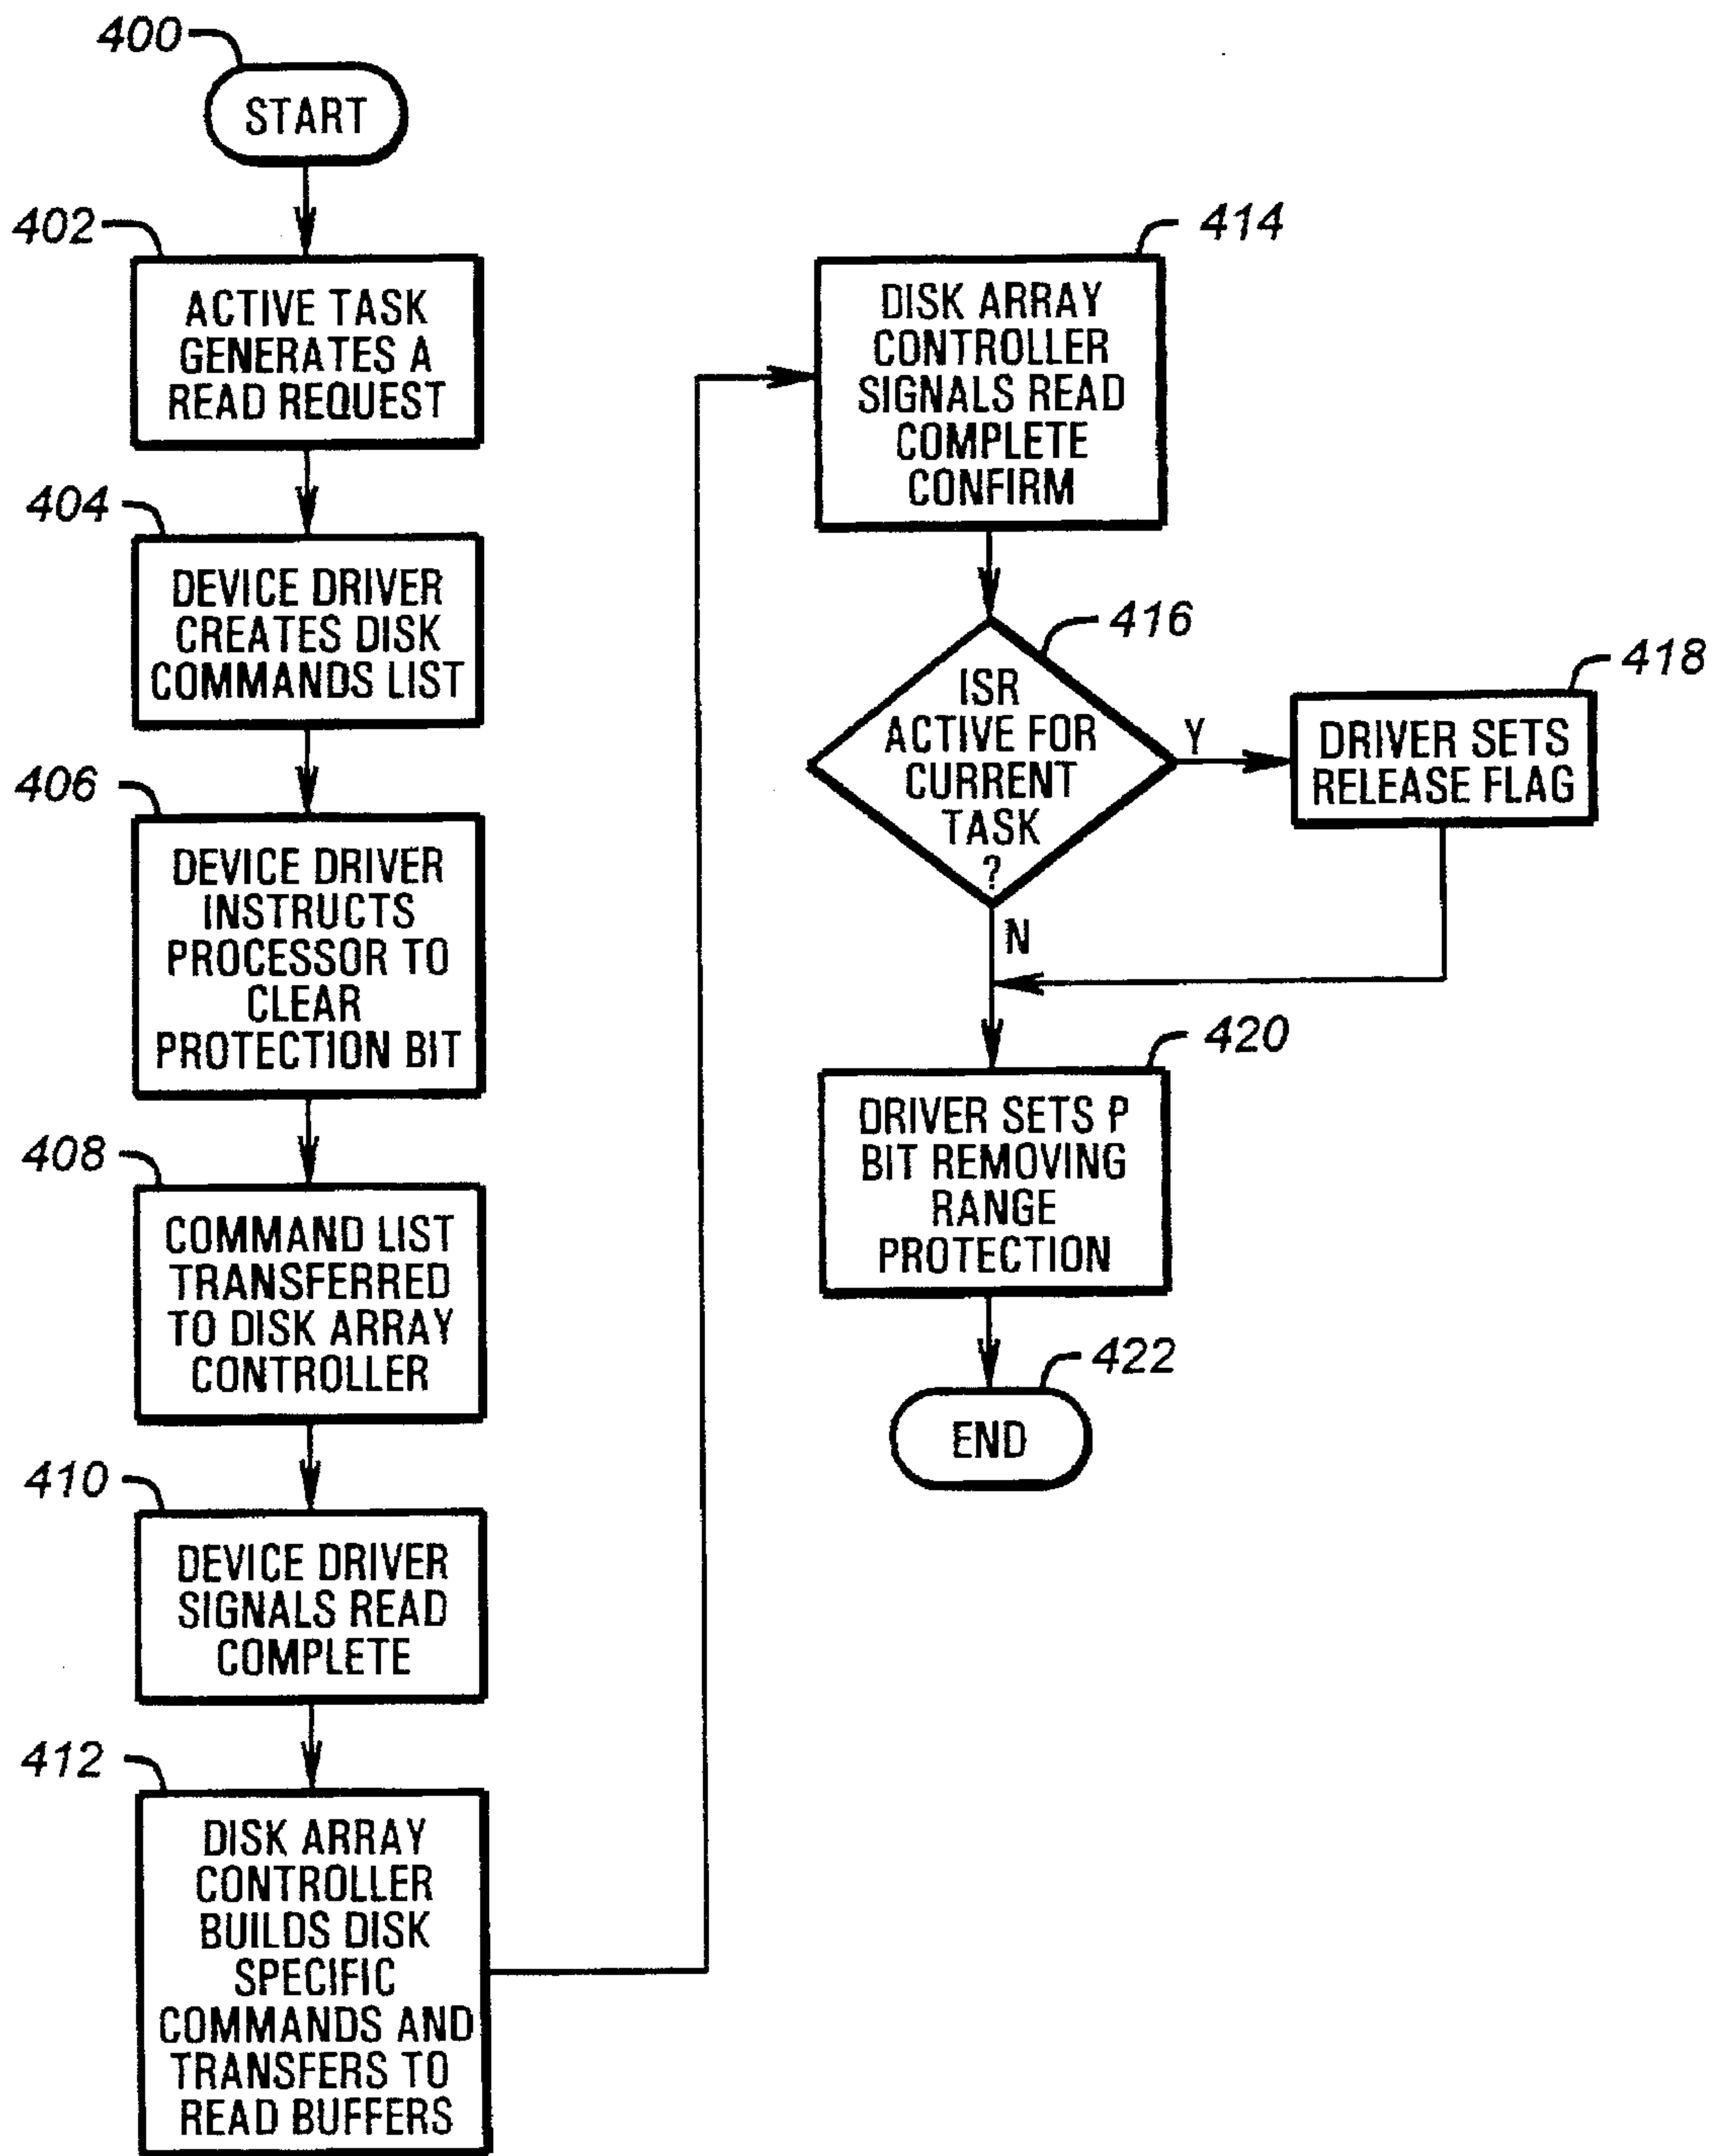 400
START
402
ACTIVE TASK
GENERATES A
READ REQUEST
404
DEVICE DRIVER
CREATES DISK
COMMANDS LIST
406
DEVICE DRIVER
INSTRUCTS
PROCESSOR TO
CLEAR
PROTECTION BIT
408
COMMAND LIST
TRANSFERRED
TO DISK ARRAY
CONTROLLER
410
DEVICE DRIVER
SIGNALS READ
COMPLETE
412
DISK ARRAY
CONTROLLER
BUILDS DISK
SPECIFIC
COMMANDS AND
TRANSFERS TO
READ BUFFERS
414
DISK ARRAY
CONTROLLER
SIGNALS READ
COMPLETE
CONFIRM
416
ISR
ACTIVE FOR
CURRENT
TASK
?
Y
418
DRIVER SETS
RELEASE FLAG
N
420
DRIVER SETS P
BIT REMOVING
RANGE
PROTECTION
422
END